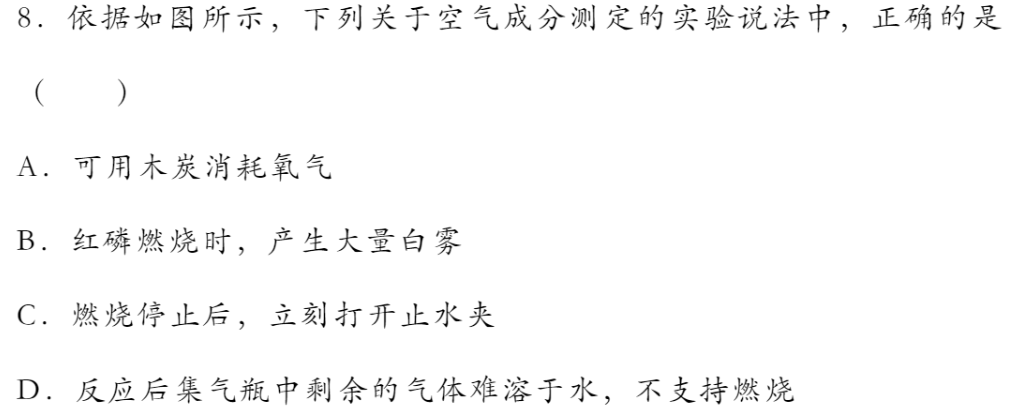 8．依据如图所示，下列关于空气成分测定的实验说法中，正确的是
（　　）
A．可用木炭消耗氧气
B．红磷燃烧时，产生大量白雾
C．燃烧停止后，立刻打开止水夹
D．反应后集气瓶中剩余的气体难溶于水，不支持燃烧